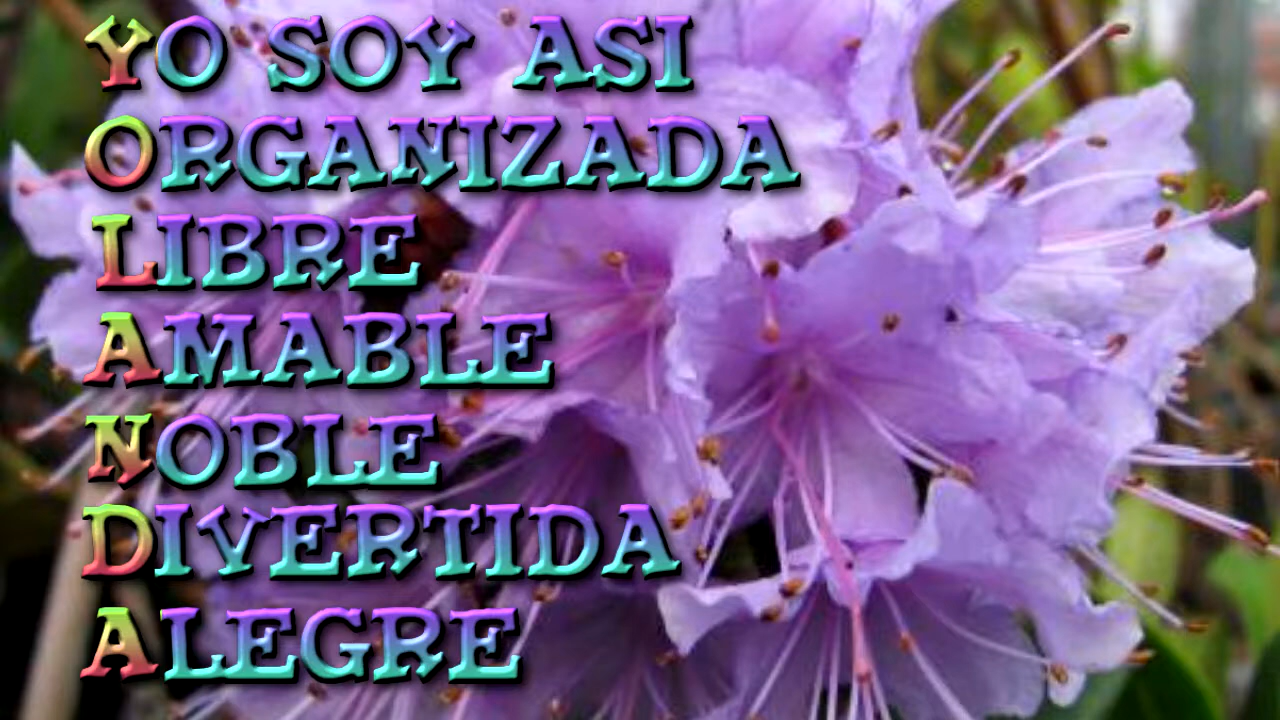 YO SOY ASI
ORGANIZADA
LIBRE
AMABLE
NOBLE
DIVERTIDA
ALEGRE